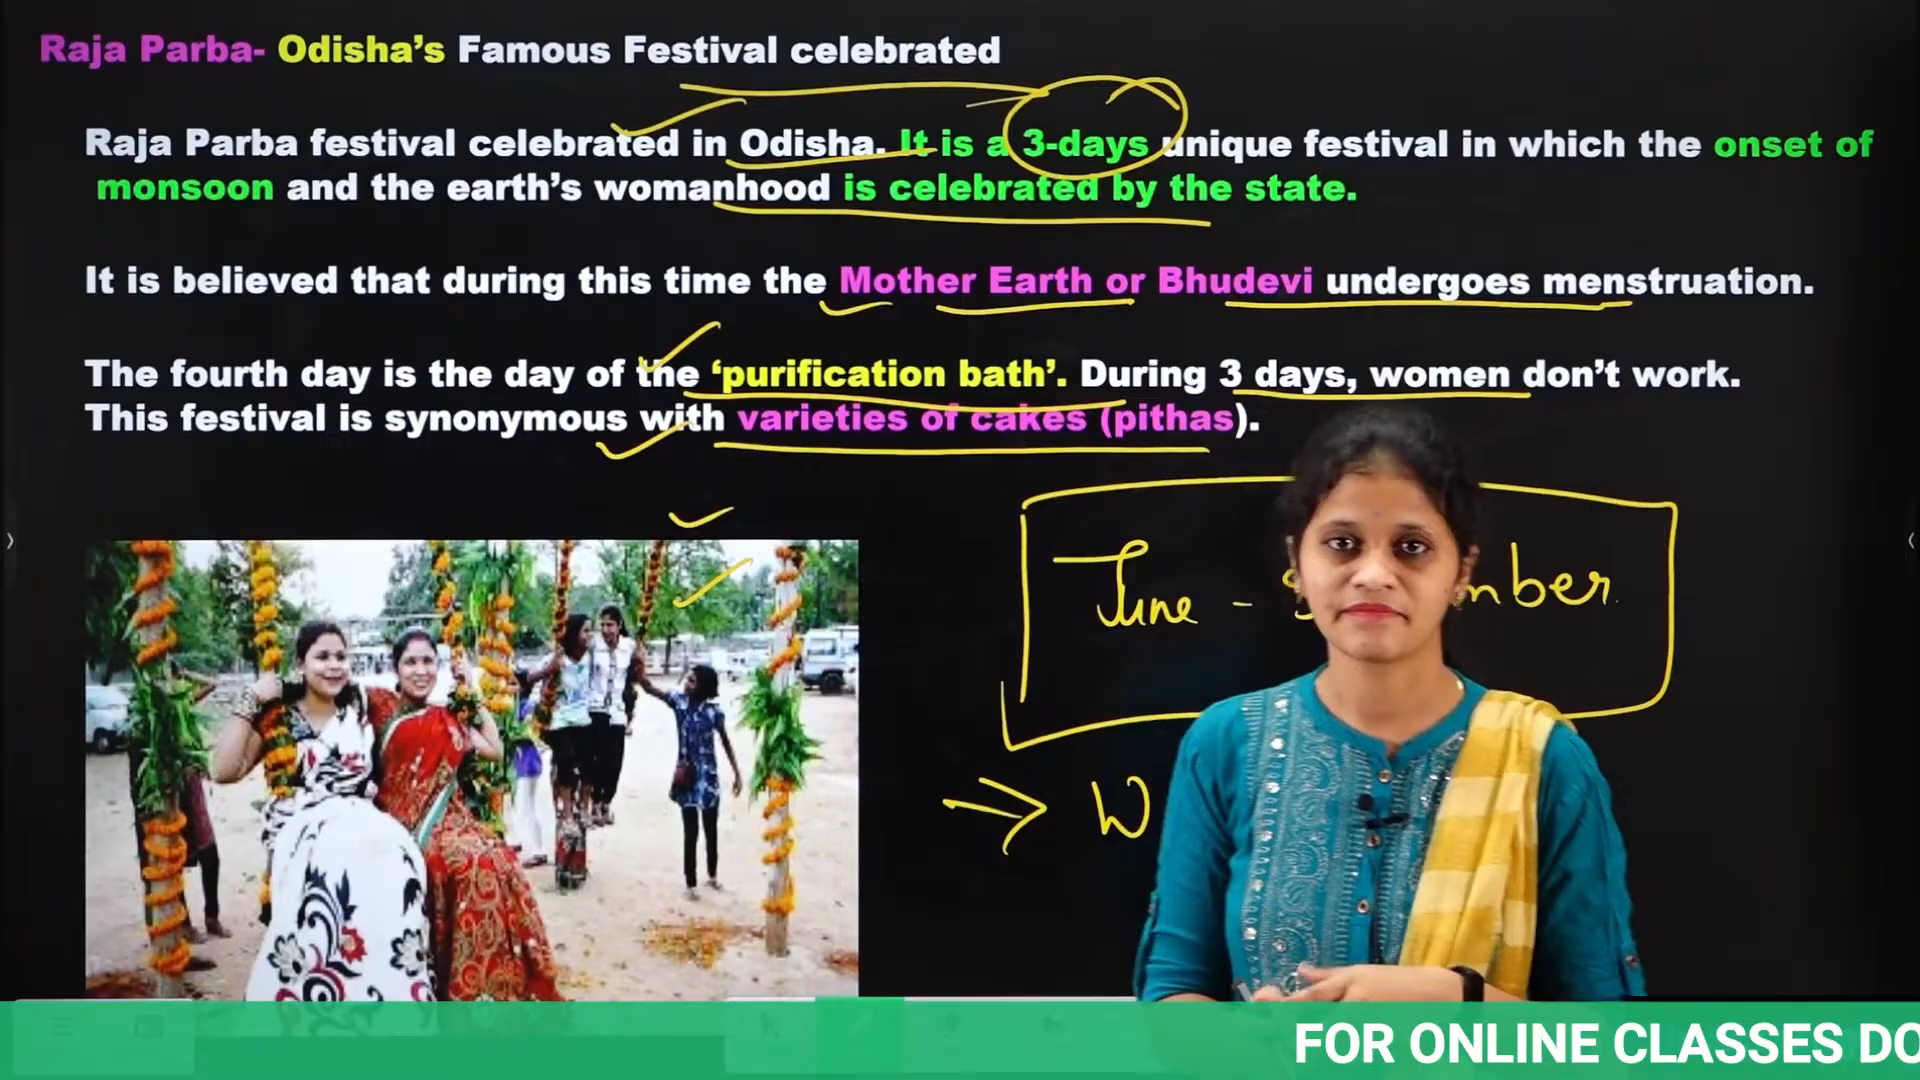 Raja Parba- Odisha’s Famous Festival celebrated
Raja Parba festival celebrated in Odisha. It is a 3-days unique festival in which the onset of
monsoon and the earth’s womanhood is celebrated by the state.
It is believed that during this time the Mother Earth or Bhudevi undergoes menstruation.
The fourth day is the day of the ‘purification bath’. During 3 days, women don’t work.
This festival is synonymous with varieties of cakes (pithas).
June - S mber
W
FOR ONLINE CLASSES DO